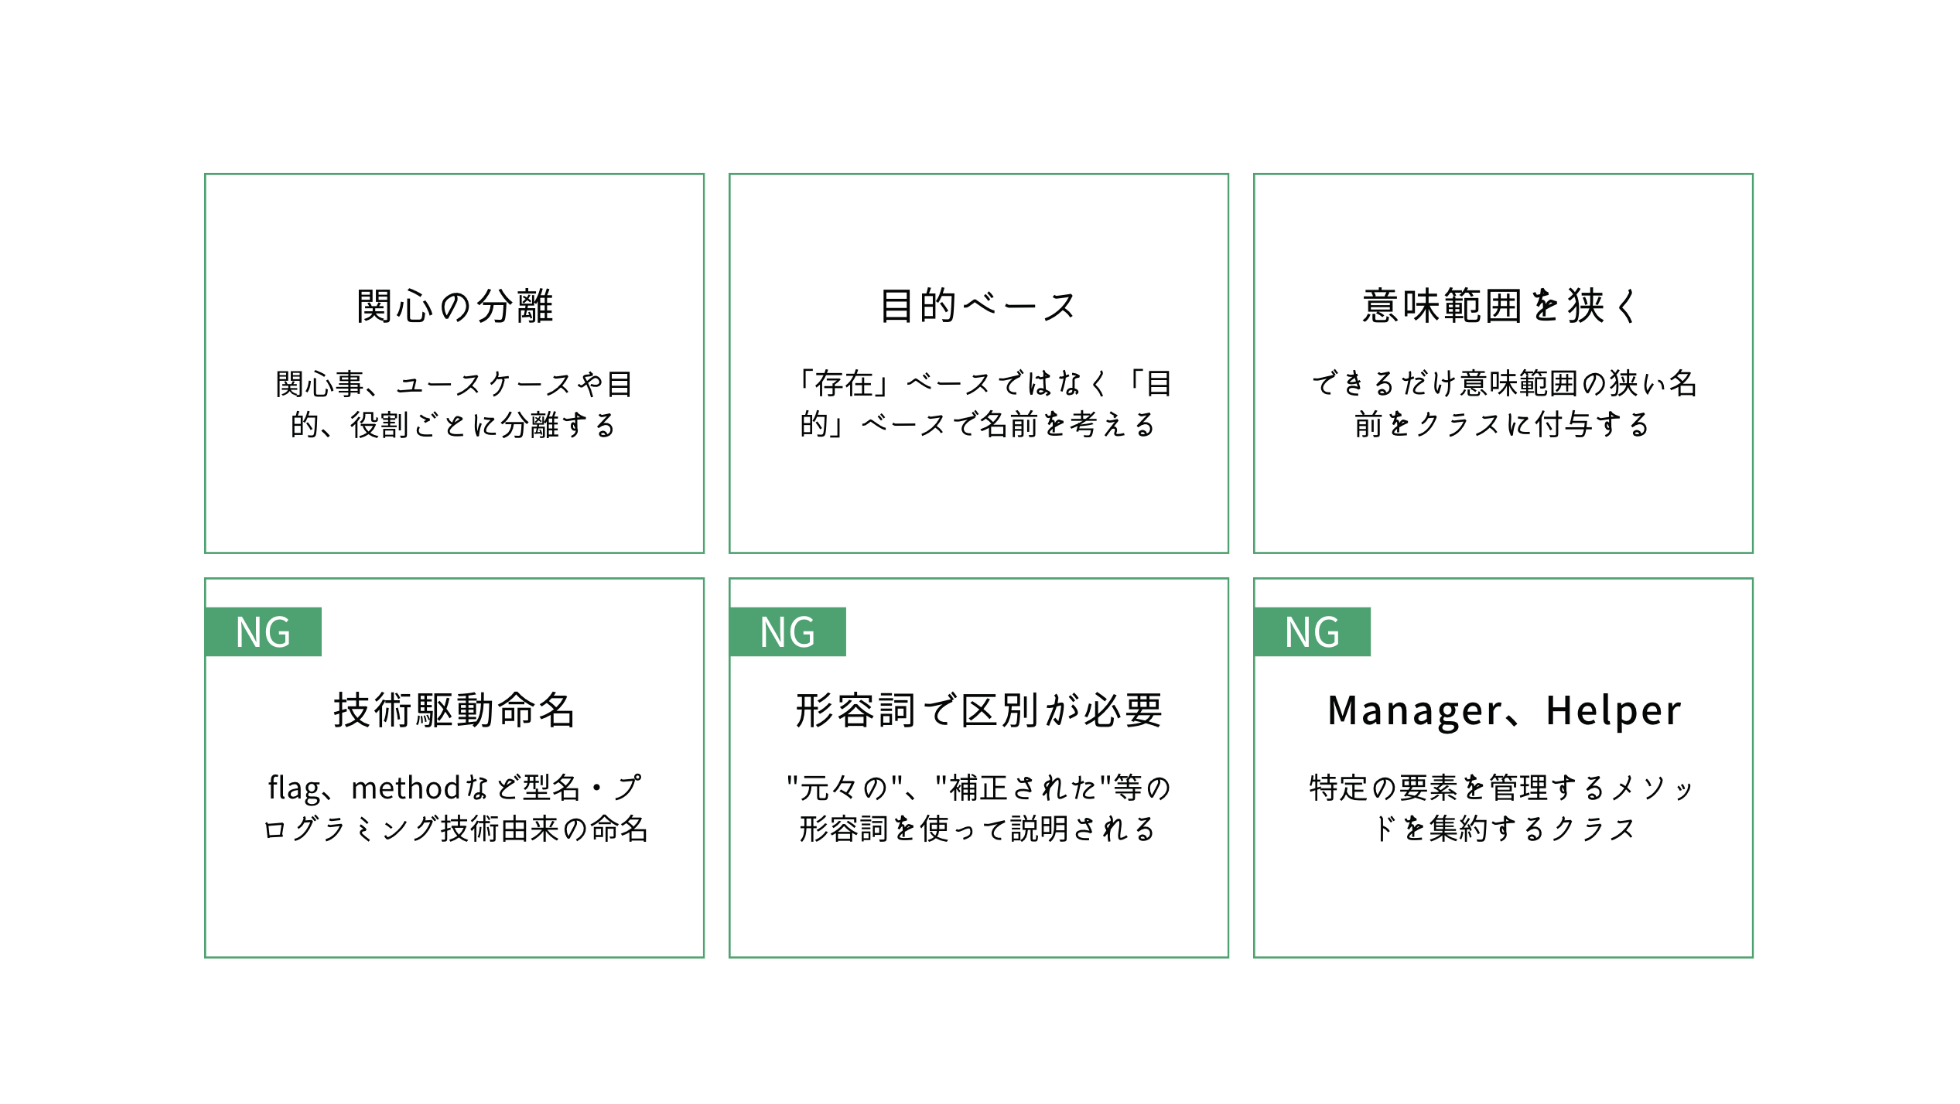 関心の分離
関心事、ユースケースや目
的、役割ごとに分離する
目的ベース
「存在」ベースではなく「目
的」ベースで名前を考える
意味範囲を狭く
できるだけ意味範囲の狭い名
前をクラスに付与する
NG
技術駆動命名
flag、methodなど型名・プ
ログラミング技術由来の命名
NG
形容詞で区別が必要
"元々の"、"補正された"等の
形容詞を使って説明される
NG
Manager、Helper
特定の要素を管理するメソッ
ドを集約するクラス